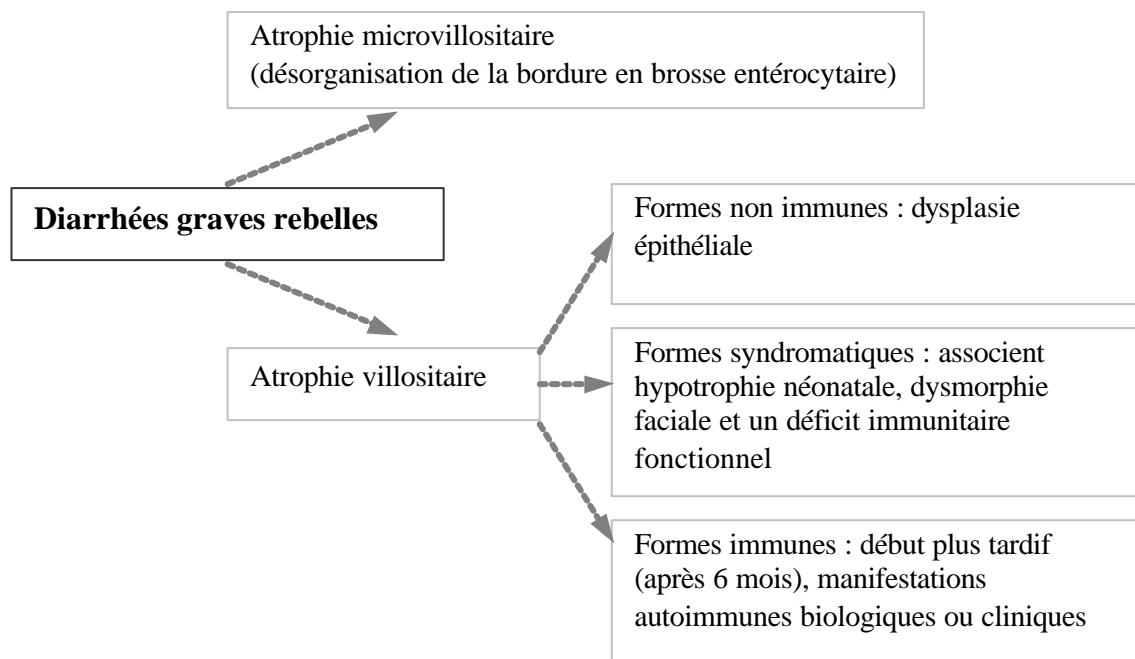 Atrophie microvillositaire
(désorganisation de la bordure en brosse entérocytaire)
Diarrhées graves rebelles
Formes non immunes : dysplasie
épithéliale
Atrophie villositaire
Formes syndromatiques : associent
hypotrophie néonatale, dysmorphie
faciale et un déficit immunitaire
fonctionnel
Formes immunes : début plus tardif
(après 6 mois), manifestations
autoimmunes biologiques ou cliniques